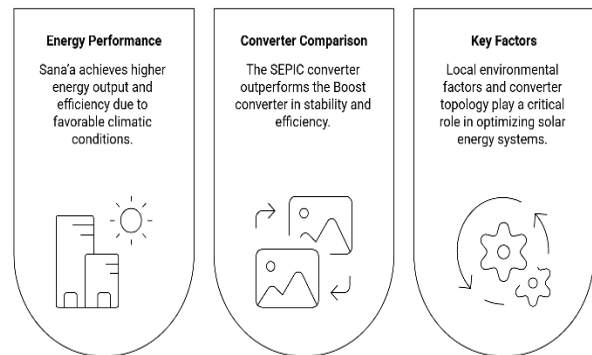 Energy Performance
Sana'a achieves higher
energy output and
efficiency due to
favorable climatic
conditions.
Converter Comparison
The SEPIC converter
outperforms the Boost
converter in stability and
efficiency.
Key Factors
Local environmental
factors and converter
topology play a critical
role in optimizing solar
energy systems.